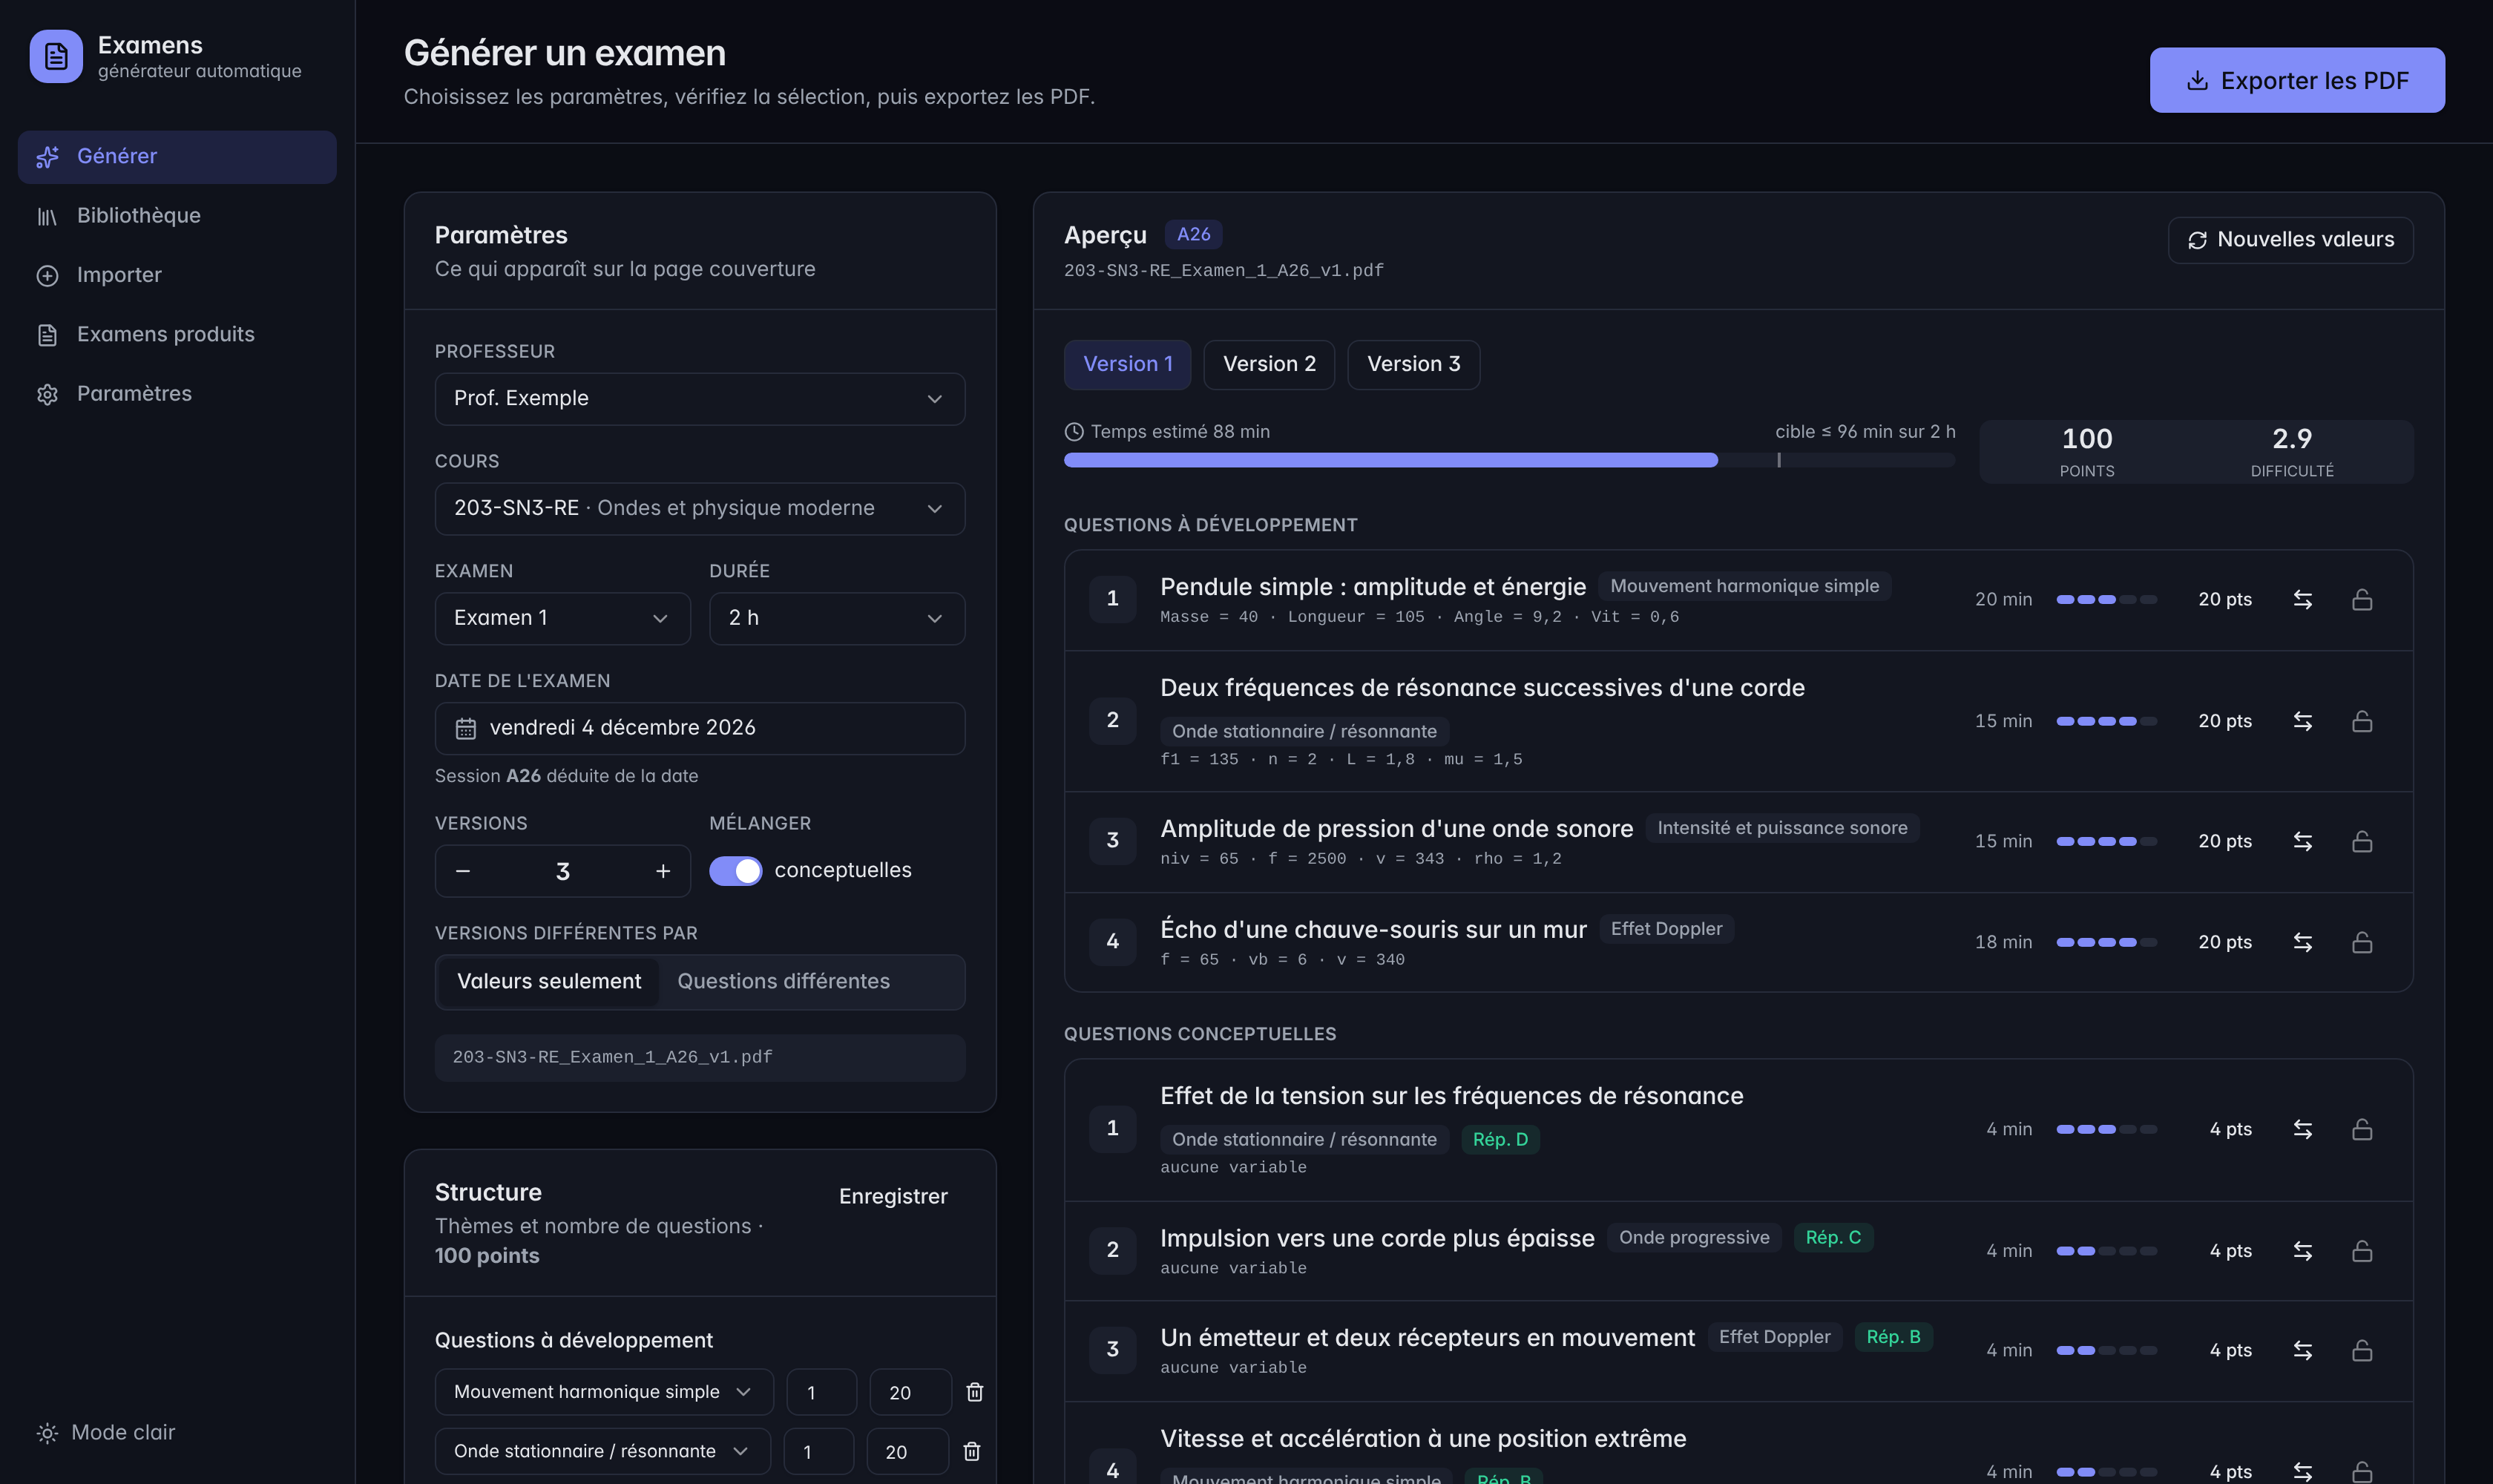 Examens
générateur automatique
Générer
Bibliothèque
Importer
Examens produits
Paramètres
Mode clair
Générer un examen
Choisissez les paramètres, vérifiez la sélection, puis exportez les PDF.
Exporter les PDF
Paramètres
Ce qui apparaît sur la page couverture
PROFESSEUR
Prof. Exemple
COURS
203-SN3-RE · Ondes et physique moderne
EXAMEN
DURÉE
Examen 1
2 h
DATE DE L'EXAMEN
vendredi 4 décembre 2026
Session A26 déduite de la date
VERSIONS
MÉLANGER
− 3 +
conceptuelles
VERSIONS DIFFÉRENTES PAR
Valeurs seulement
Questions différentes
203-SN3-RE_Examen_1_A26_v1.pdf
Structure
Enregistrer
Thèmes et nombre de questions ·
100 points
Questions à développement
Mouvement harmonique simple 1 20
Onde stationnaire / résonnante 1 20
Aperçu A26
203-SN3-RE_Examen_1_A26_v1.pdf
Nouvelles valeurs
Version 1
Version 2
Version 3
Temps estimé 88 min
cible ≤ 96 min sur 2 h
100
POINTS
2.9
DIFFICULTÉ
QUESTIONS À DÉVELOPPEMENT
1 Pendule simple : amplitude et énergie Mouvement harmonique simple 20 min 20 pts
Masse = 40 · Longueur = 105 · Angle = 9,2 · Vit = 0,6
2 Deux fréquences de résonance successives d'une corde 15 min 20 pts
Onde stationnaire / résonnante
f1 = 135 · n = 2 · L = 1,8 · mu = 1,5
3 Amplitude de pression d'une onde sonore Intensité et puissance sonore 15 min 20 pts
niv = 65 · f = 2500 · v = 343 · rho = 1,2
4 Écho d'une chauve-souris sur un mur Effet Doppler 18 min 20 pts
f = 65 · vb = 6 · v = 340
QUESTIONS CONCEPTUELLES
1 Effet de la tension sur les fréquences de résonance 4 min 4 pts
Onde stationnaire / résonnante Rép. D
aucune variable
2 Impulsion vers une corde plus épaisse Onde progressive Rép. C 4 min 4 pts
aucune variable
3 Un émetteur et deux récepteurs en mouvement Effet Doppler Rép. B 4 min 4 pts
aucune variable
4 Vitesse et accélération à une position extrême 4 min 4 pts
Mouvement harmonique simple Rép. B